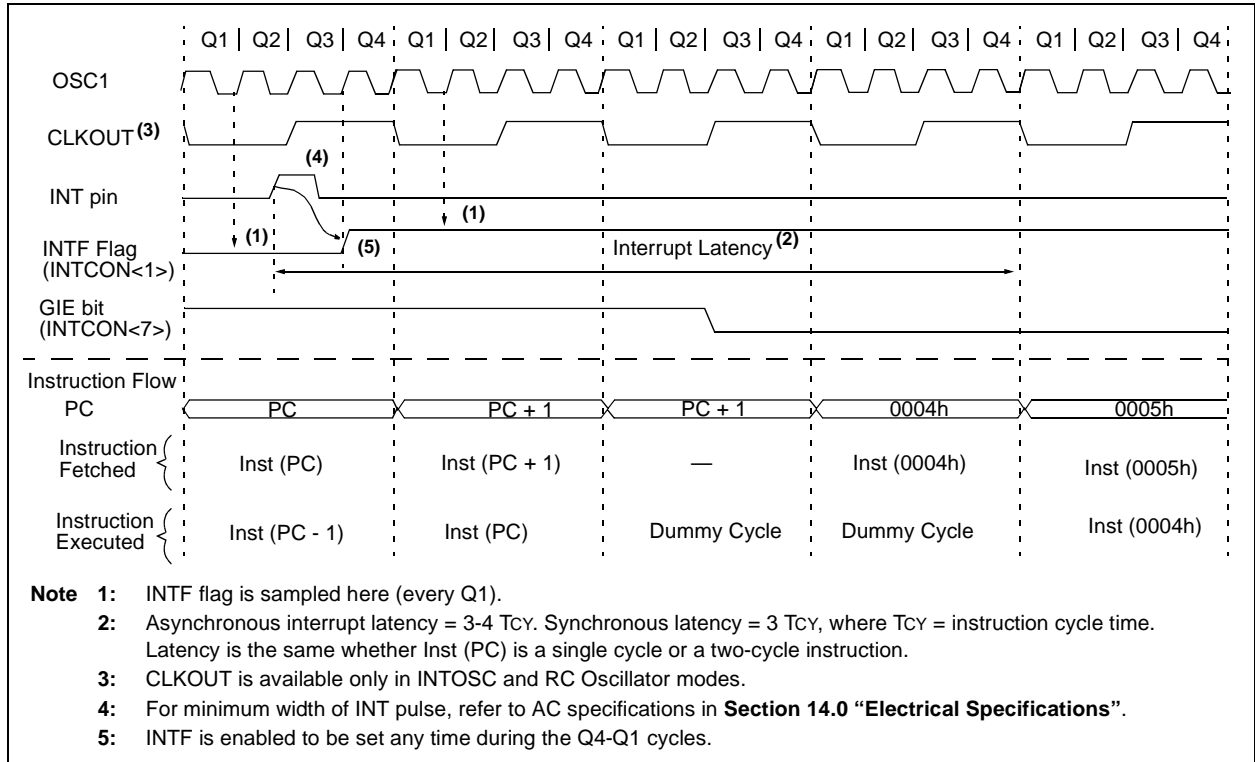 Q1 | Q2 | Q3 | Q4 Q1 | Q2 | Q3 | Q4 Q1 | Q2 | Q3 | Q4 Q1 | Q2 | Q3 | Q4 Q1 | Q2 | Q3 | Q4
OSC1
CLKOUT (3)
(4)
INT pin
(1)
(1)
(5)
INTF Flag
(INTCON<1>)
Interrupt Latency (2)
GIE bit
(INTCON<7>)
Instruction Flow
PC PC PC + 1 PC + 1 0004h 0005h
Instruction
Fetched
Inst (PC) Inst (PC + 1) — Inst (0004h) Inst (0005h)
Instruction
Executed
Inst (PC - 1) Inst (PC) Dummy Cycle Dummy Cycle Inst (0004h)
Note 1: INTF flag is sampled here (every Q1).
2: Asynchronous interrupt latency = 3-4 TCY. Synchronous latency = 3 TCY, where TCY = instruction cycle time.
Latency is the same whether Inst (PC) is a single cycle or a two-cycle instruction.
3: CLKOUT is available only in INTOSC and RC Oscillator modes.
4: For minimum width of INT pulse, refer to AC specifications in Section 14.0 “Electrical Specifications”.
5: INTF is enabled to be set any time during the Q4-Q1 cycles.